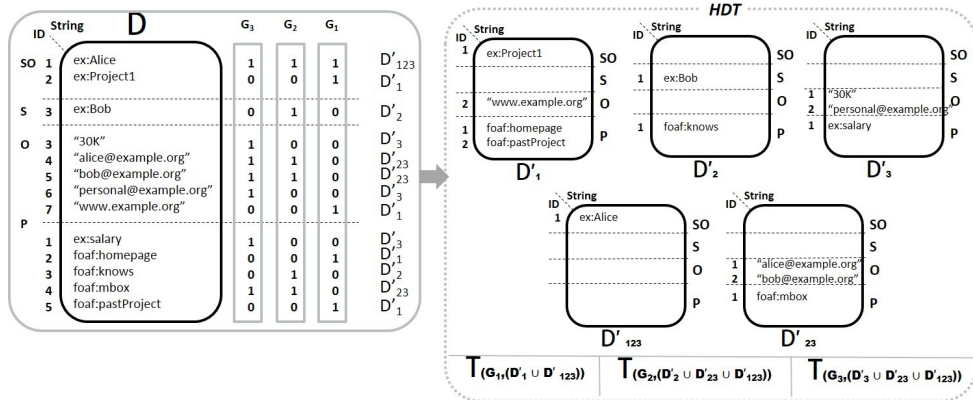 D
ID String
G3 G2 G1
SO 1 ex:Alice 1 1 1 D'123
2 ex:Project1 0 0 1 D'1
S 3 ex:Bob 0 1 0 D'2
O 3 "30K" 1 0 0 D'3
4 "alice@example.org" 1 1 0 D'23
5 "bob@example.org" 1 1 0 D'23
6 "personal@example.org" 1 0 0 D'3
7 "www.example.org" 0 0 1 D'1
P
1 ex:salary 1 0 0 D'3
2 foaf:homepage 0 0 1 D'1
3 foaf:knows 0 1 0 D'2
4 foaf:mbox 1 1 0 D'23
5 foaf:pastProject 0 0 1 D'1
HDT
ID String
1 ex:Project1 SO
S
2 "www.example.org" O
1 foaf:homepage P
2 foaf:pastProject
D'1
ID String
SO
1 ex:Bob S
O
1 foaf:knows P
D'2
ID String
SO
S
1 "30K" O
2 "personal@example.org"
1 ex:salary P
D'3
ID String
1 ex:Alice SO
S
O
P
D'123
ID String
SO
S
1 "alice@example.org" O
2 "bob@example.org"
1 foaf:mbox P
D'23
T(G1,(D'1 ∪ D'123)) T(G2,(D'2 ∪ D'23 ∪ D'123)) T(G3,(D'3 ∪ D'23 ∪ D'123))